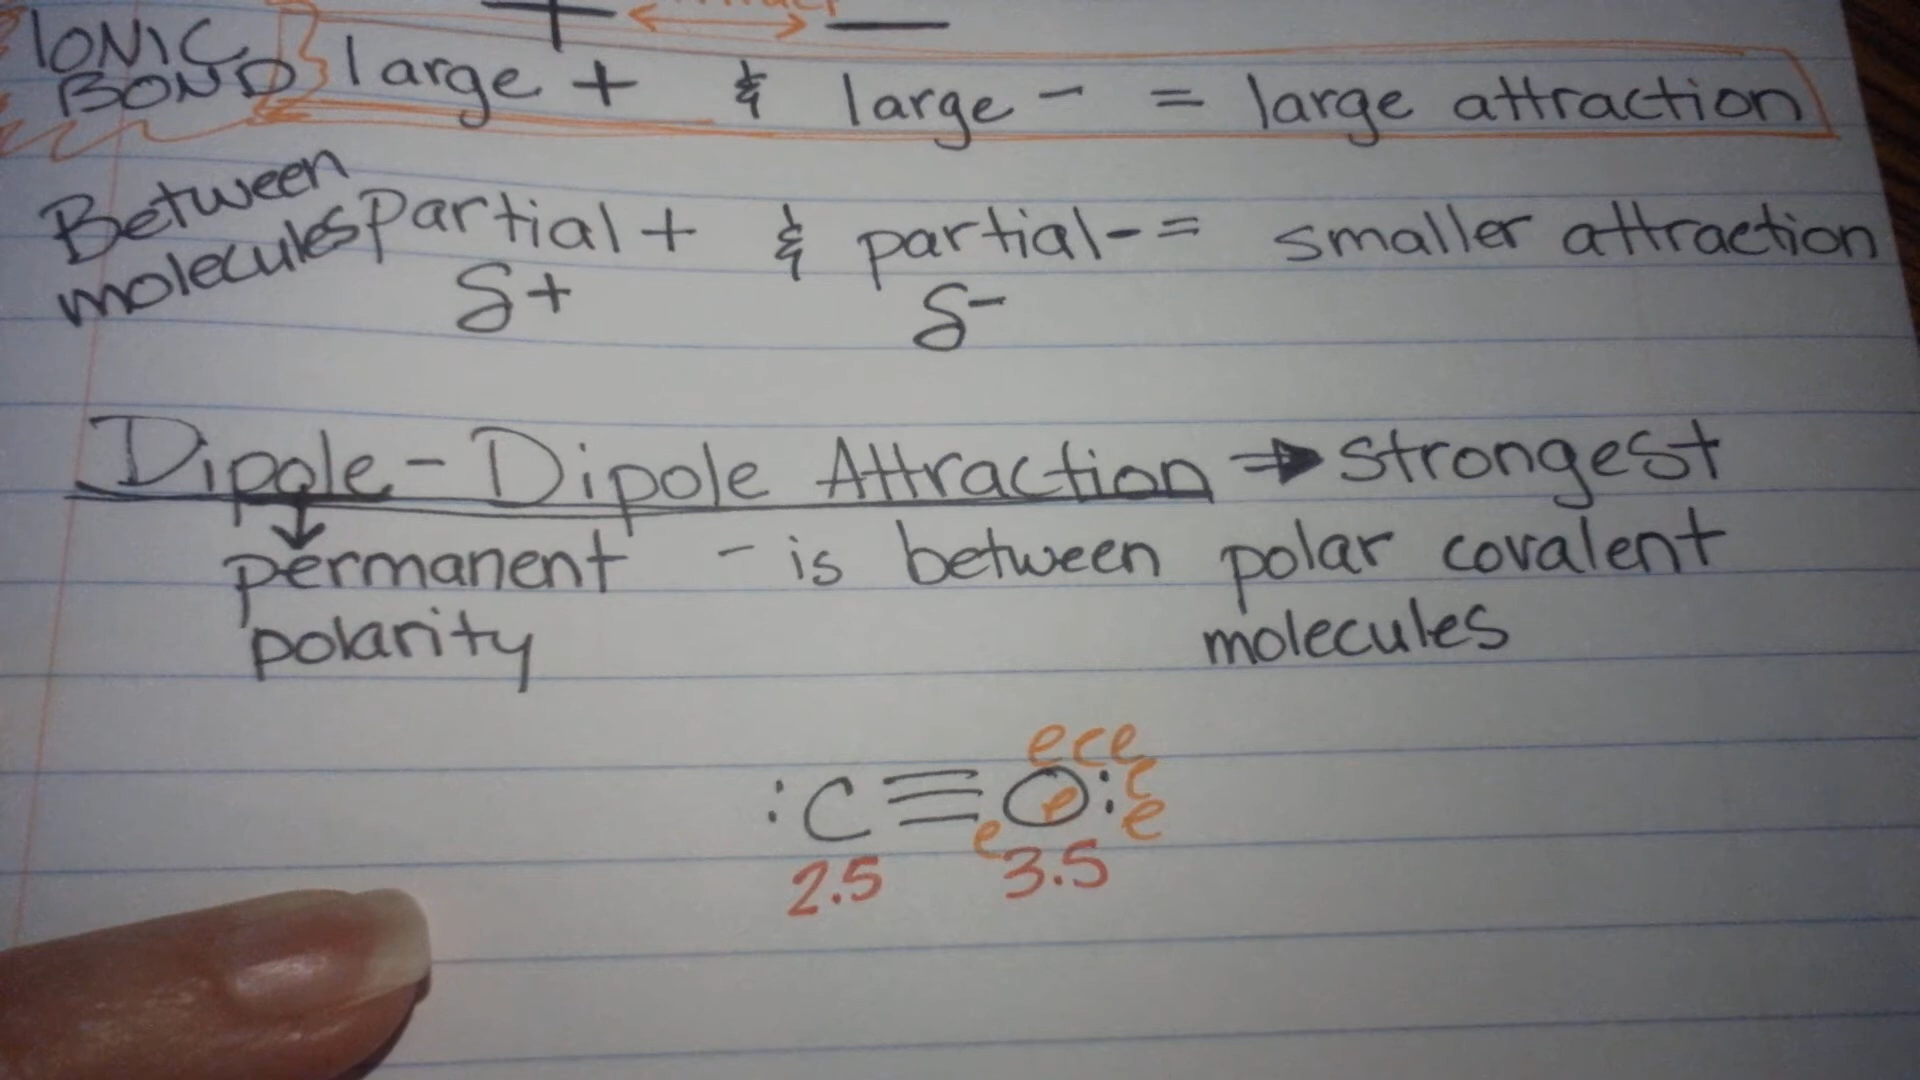 + —
IONIC BOND large + & large - = large attraction
Between molecules partial + & partial - = smaller attraction
δ+ δ-
Dipole - Dipole Attraction → strongest
permanent - is between polar covalent
polarity molecules
e e e
:C≡O: e e e e
2.5 3.5